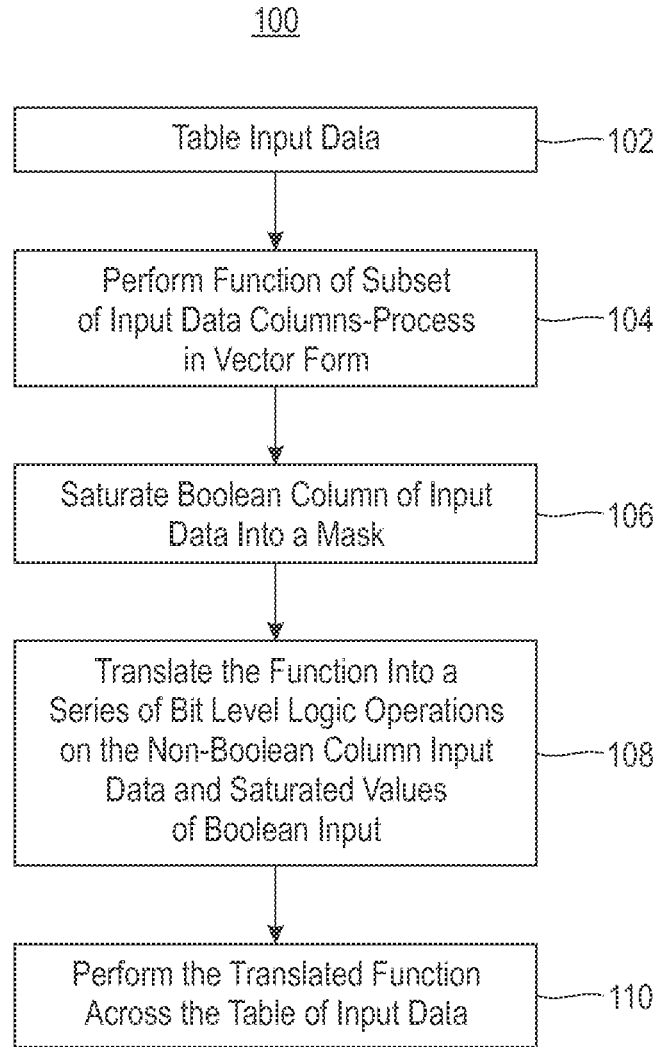 100
Table Input Data
102
Perform Function of Subset
of Input Data Columns-Process
in Vector Form
104
Saturate Boolean Column of Input
Data Into a Mask
106
Translate the Function Into a
Series of Bit Level Logic Operations
on the Non-Boolean Column Input
Data and Saturated Values
of Boolean Input
108
Perform the Translated Function
Across the Table of Input Data
110